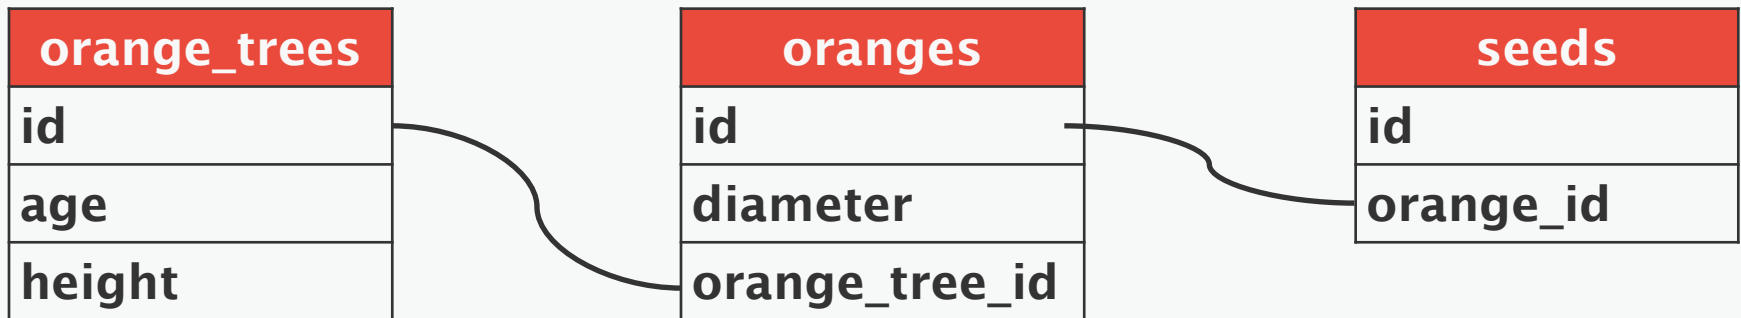 orange_trees
id
age
height
oranges
id
diameter
orange_tree_id
seeds
id
orange_id